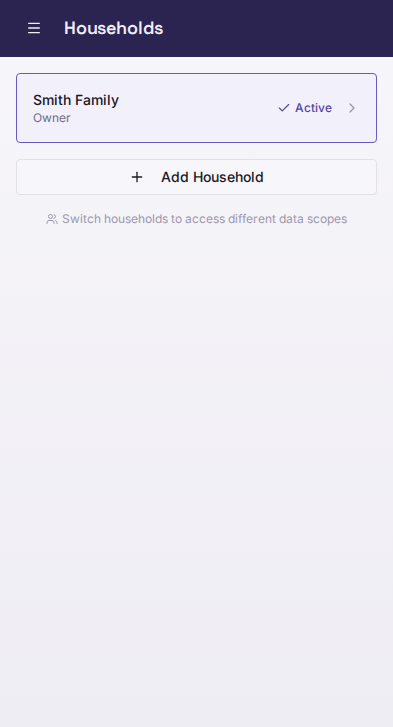 Households
Smith Family
Owner
Active
Add Household
Switch households to access different data scopes